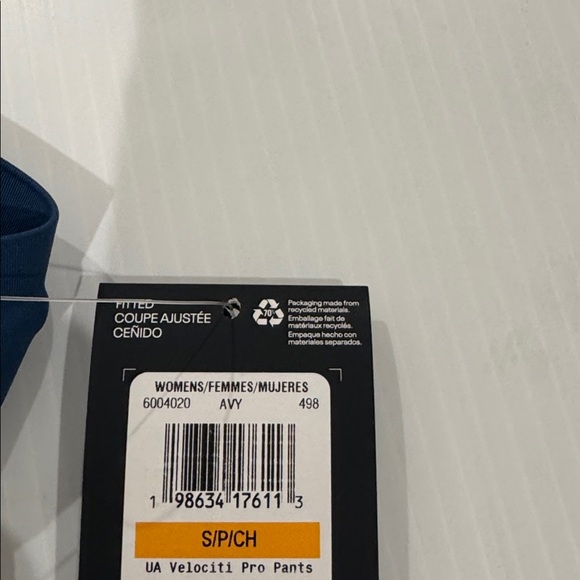 FITTED
COUPE AJUSTÉE
CEÑIDO
70%
Packaging made from
recycled materials.
Emballage fait de
matériaux recyclés.
Empaque hecho con
materiales separados.
WOMENS/FEMMES/MUJERES
6004020 AVY 498
1 98634 17611 3
S/P/CH
UA Velociti Pro Pants